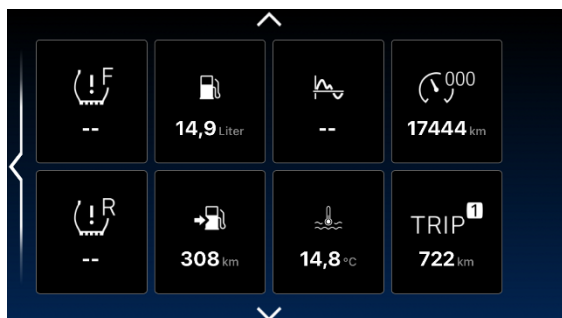 F
--
14,9 Liter
--
000
17444 km
R
--
308 km
14,8 °C
TRIP 1
722 km